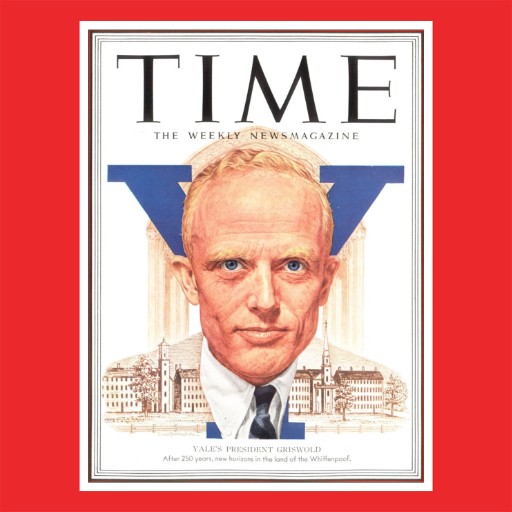 TIME
THE WEEKLY NEWSMAGAZINE
Y
YALE'S PRESIDENT GRISWOLD
After 250 years, new horizons in the land of the Whiffenpoof.